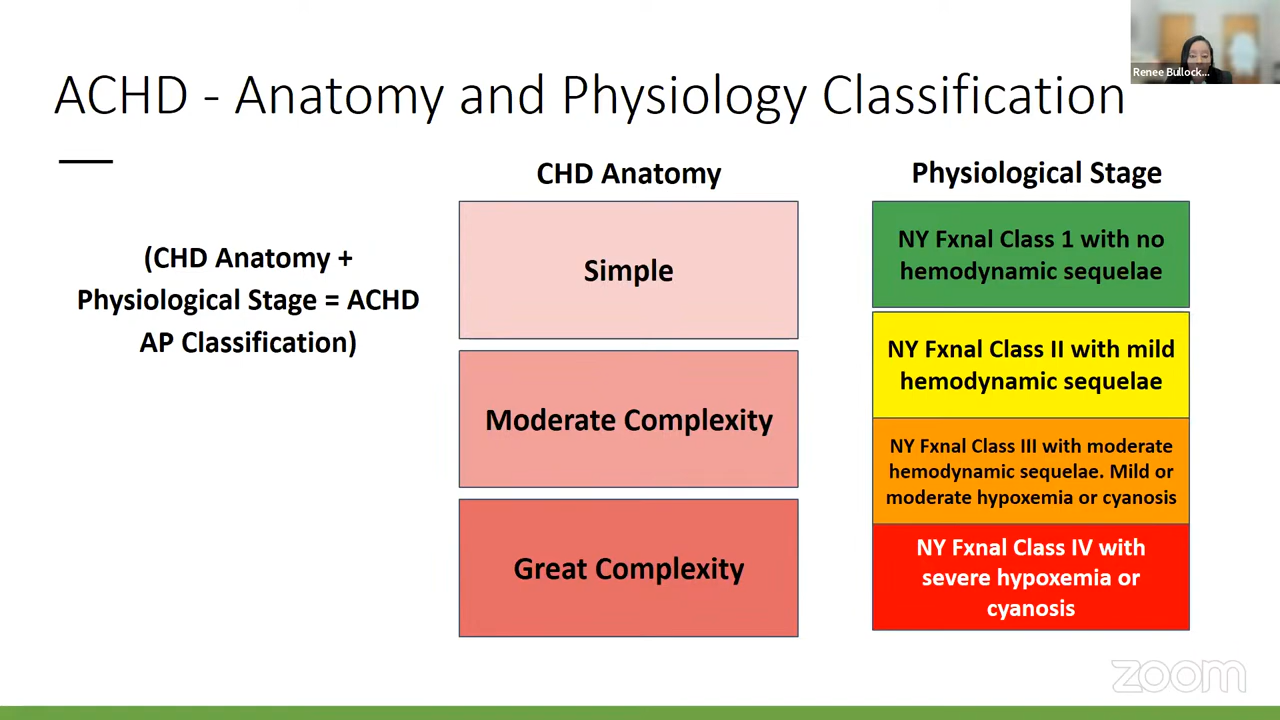 Renee Bullock...
ACHD - Anatomy and Physiology Classification
CHD Anatomy
Physiological Stage
(CHD Anatomy +
Physiological Stage = ACHD
AP Classification)
Simple
Moderate Complexity
Great Complexity
NY Fxnal Class 1 with no
hemodynamic sequelae
NY Fxnal Class II with mild
hemodynamic sequelae
NY Fxnal Class III with moderate
hemodynamic sequelae. Mild or
moderate hypoxemia or cyanosis
NY Fxnal Class IV with
severe hypoxemia or
cyanosis
zoom